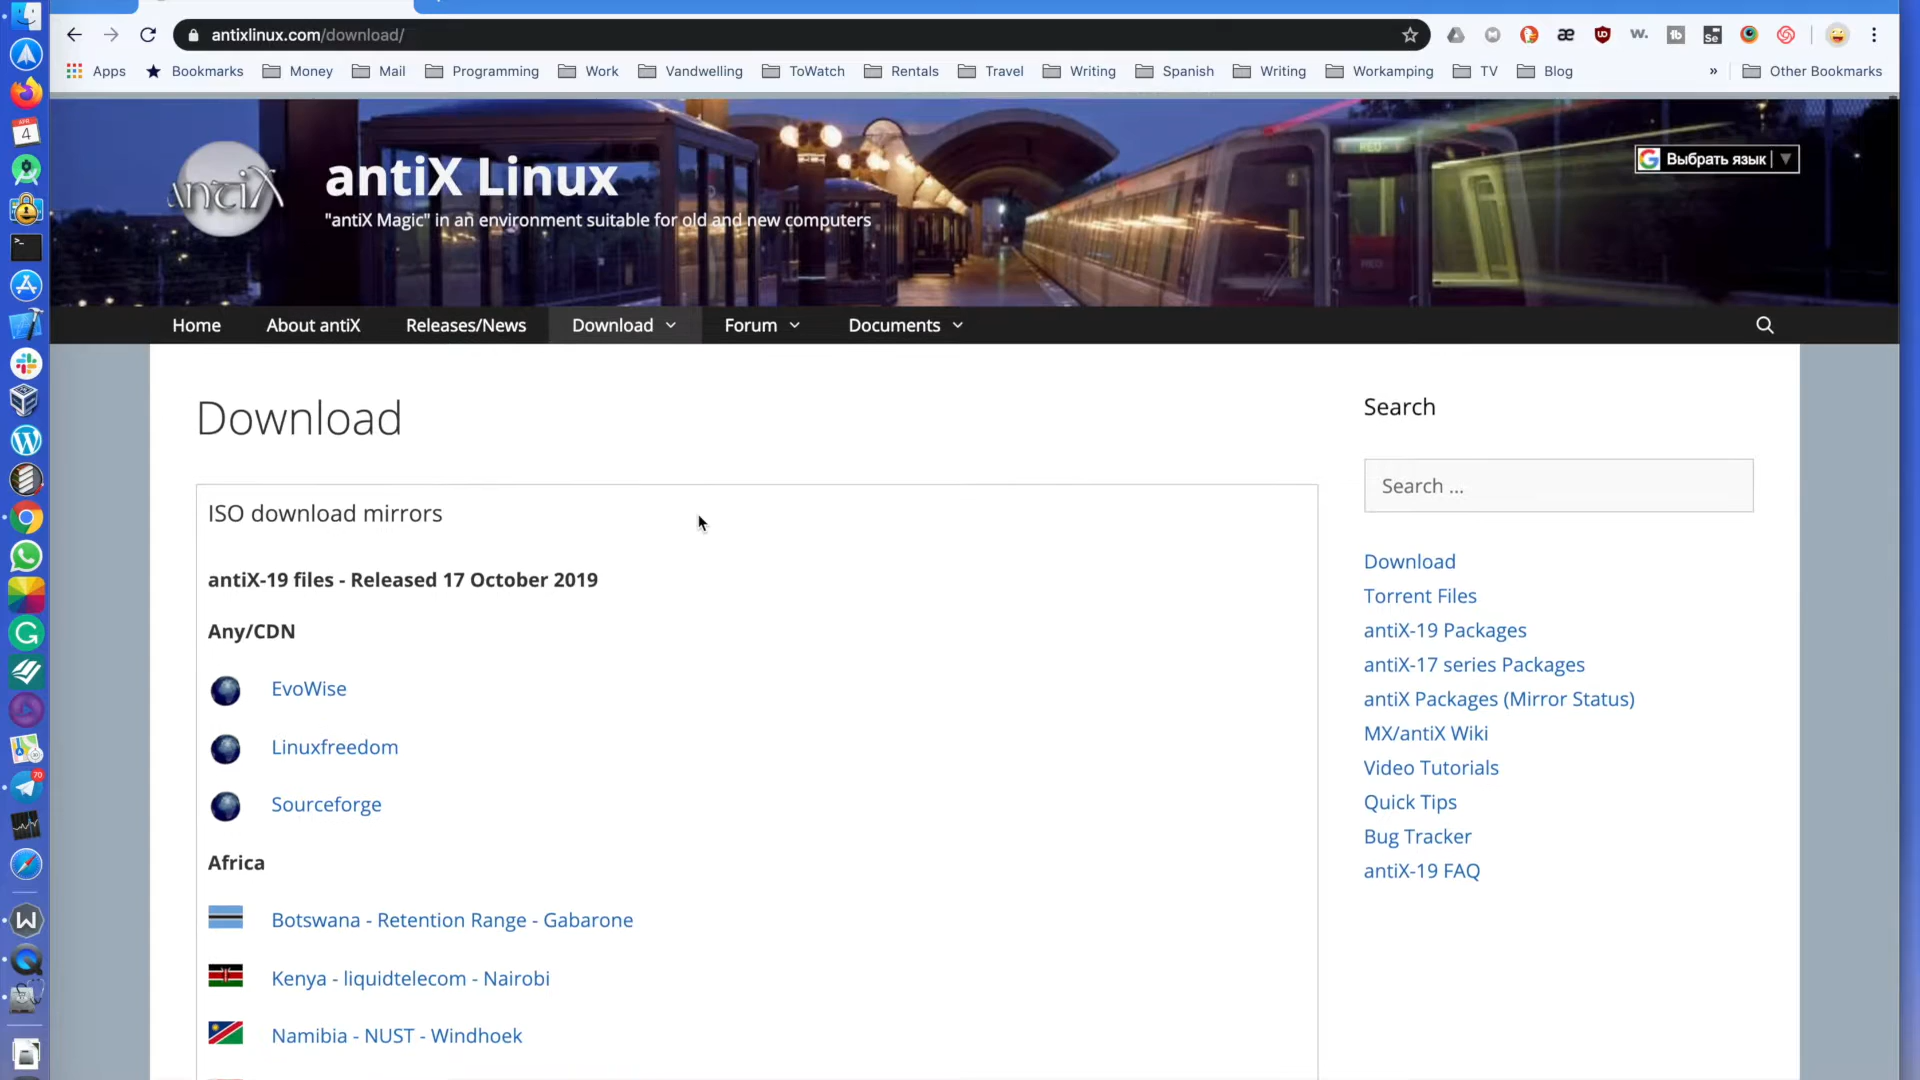 antixlinux.com/download/
Apps Bookmarks Money Mail Programming Work Vandwelling ToWatch Rentals Travel Writing Spanish Writing Workamping TV Blog » Other Bookmarks
antiX
antiX Linux
"antiX Magic" in an environment suitable for old and new computers
Выбрать язык
Home About antiX Releases/News Download Forum Documents
Download
Search
Search ...
ISO download mirrors
antiX-19 files - Released 17 October 2019
Any/CDN
EvoWise
Linuxfreedom
Sourceforge
Africa
Botswana - Retention Range - Gabarone
Kenya - liquidtelecom - Nairobi
Namibia - NUST - Windhoek
Download
Torrent Files
antiX-19 Packages
antiX-17 series Packages
antiX Packages (Mirror Status)
MX/antiX Wiki
Video Tutorials
Quick Tips
Bug Tracker
antiX-19 FAQ